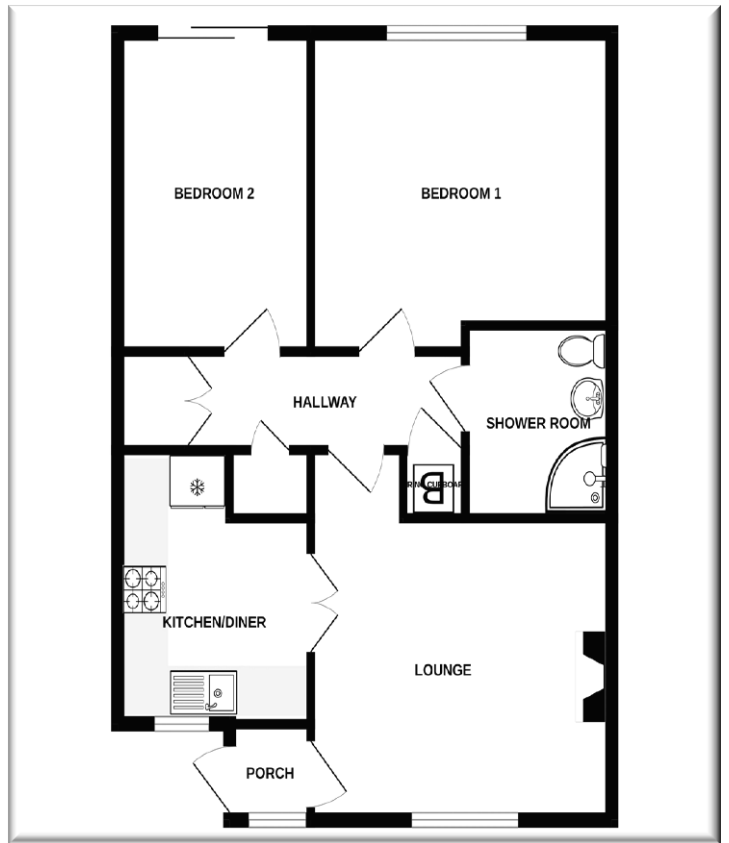 BEDROOM 2
BEDROOM 1
HALLWAY
SHOWER ROOM
B
KITCHEN/DINER
LOUNGE
PORCH